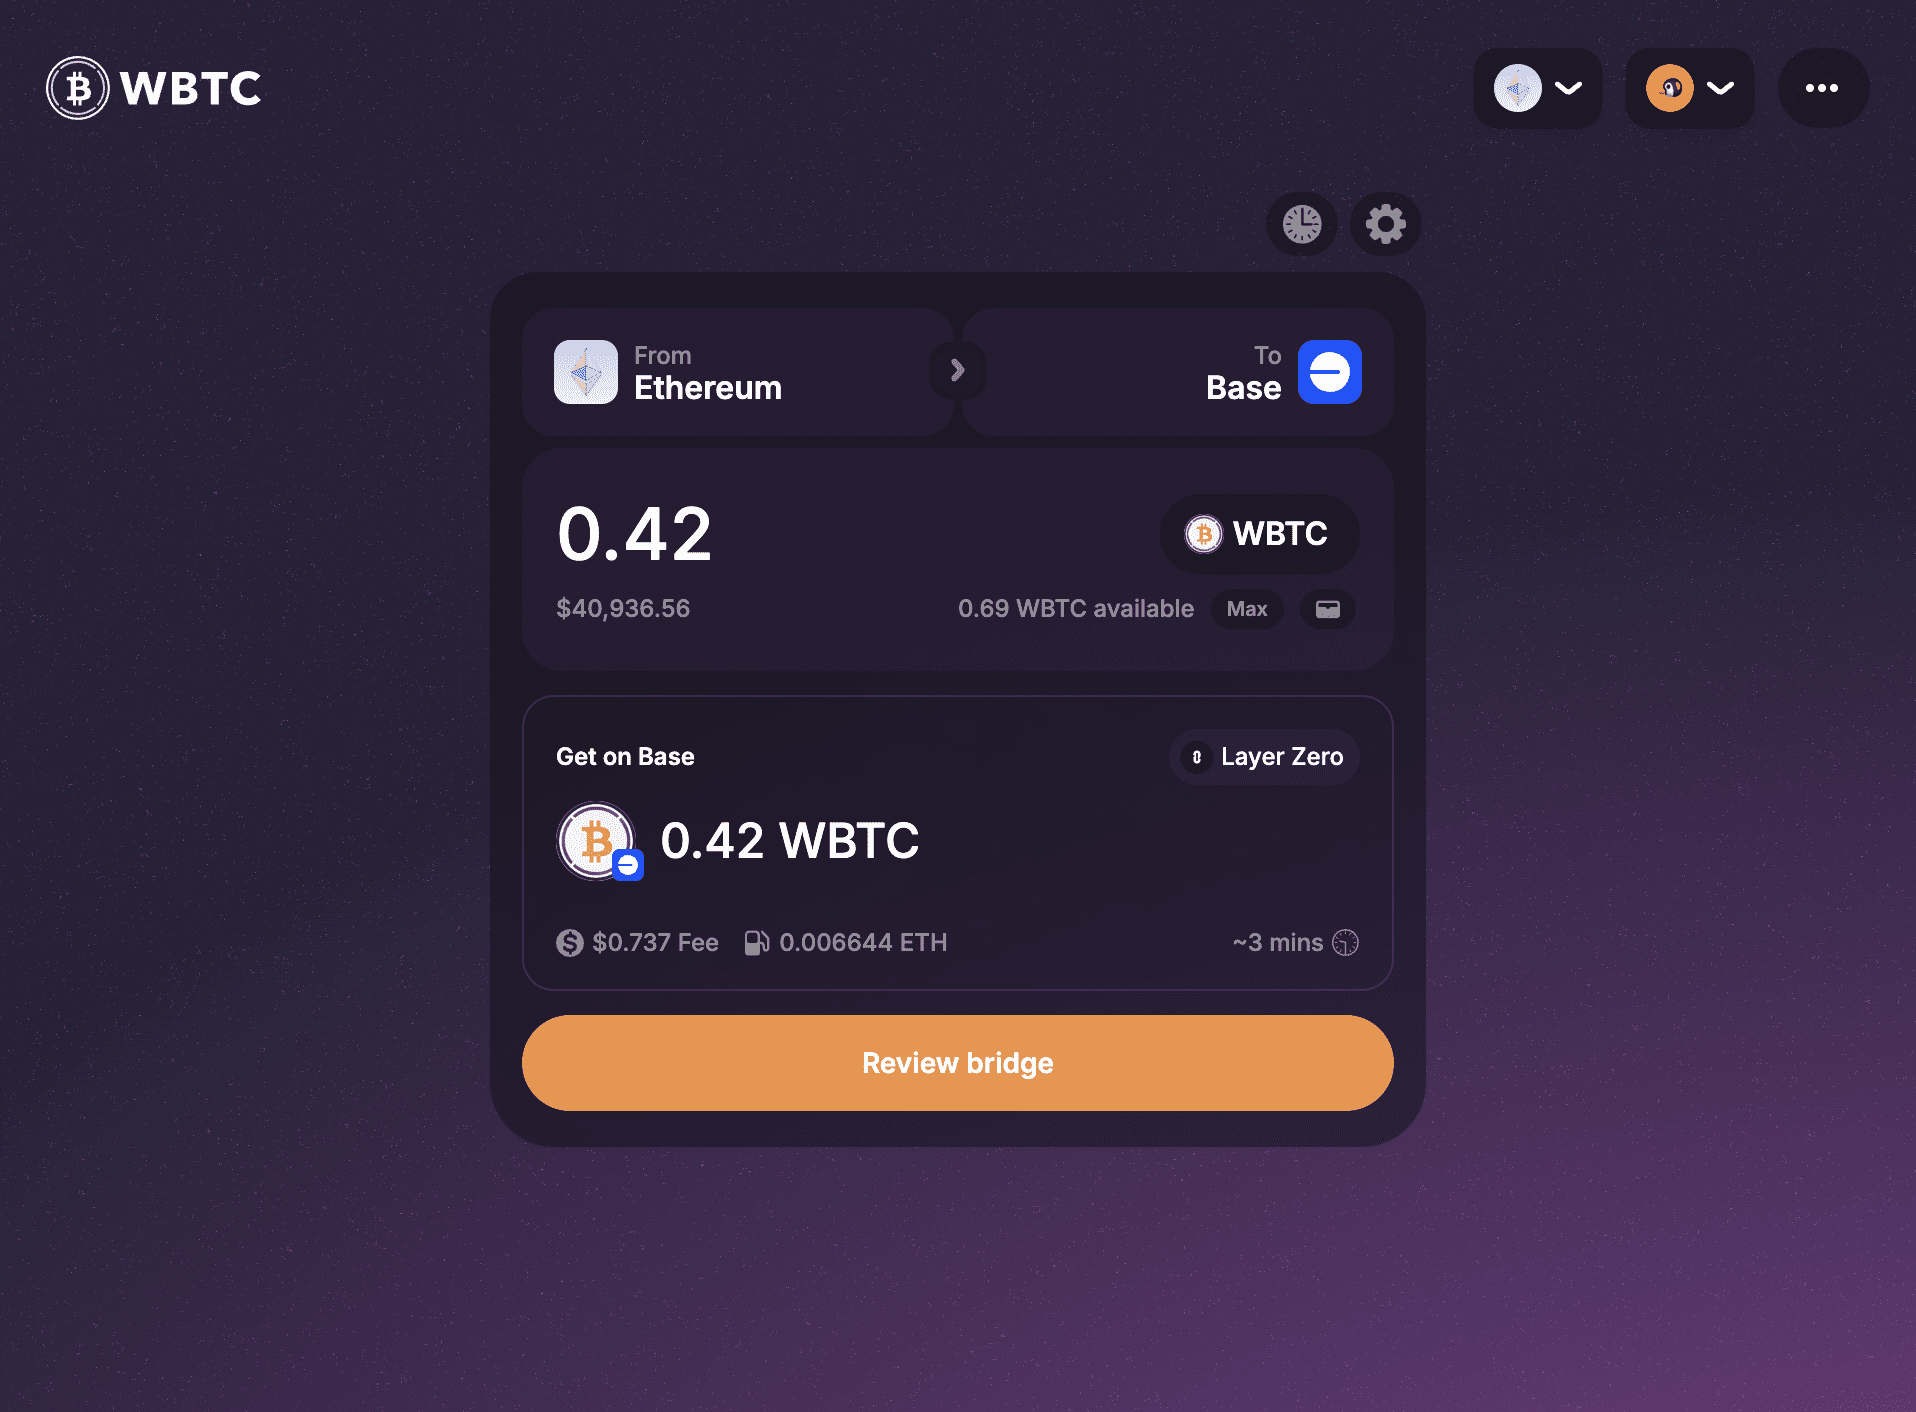 WBTC
From
Ethereum
To
Base
0.42
WBTC
$40,936.56
0.69 WBTC available
Max
Get on Base
Layer Zero
0.42 WBTC
$0.737 Fee
0.006644 ETH
~3 mins
Review bridge